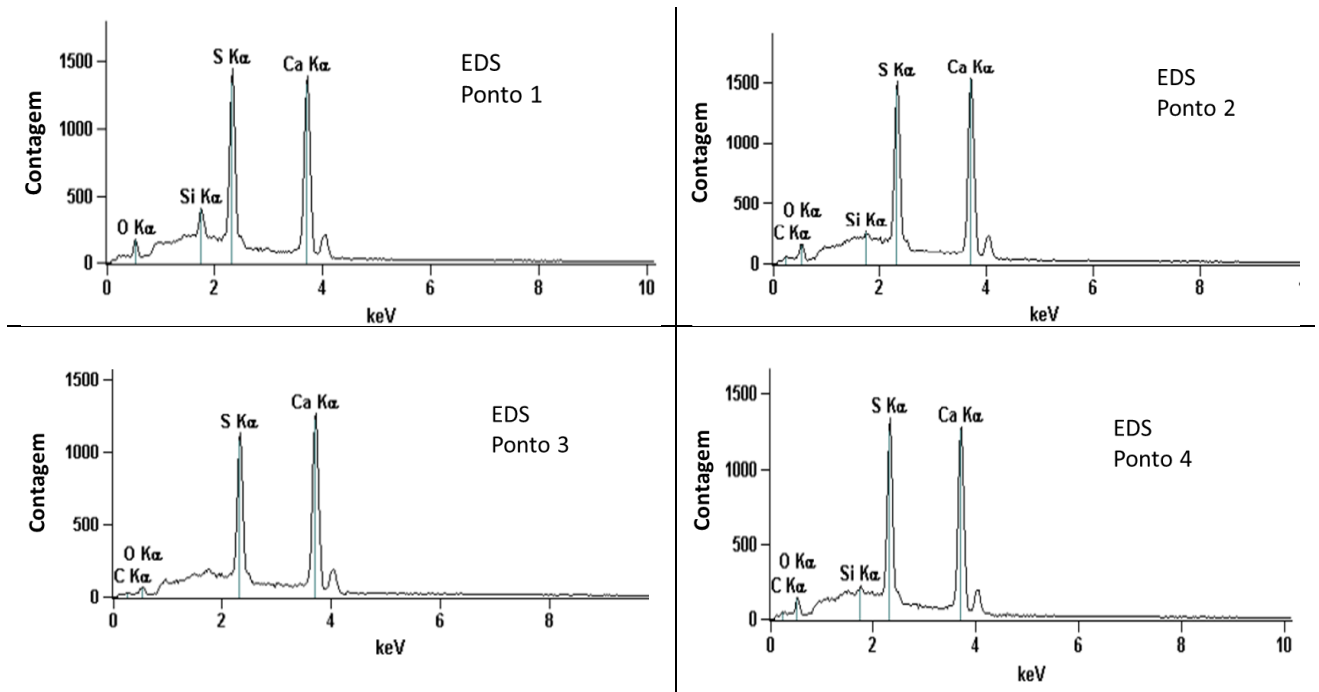 EDS
Ponto 1
Contagem
1500
1000
500
0
S Kα
Ca Kα
Si Kα
O Kα
0 2 4 6 8 10
keV
EDS
Ponto 2
Contagem
1500
1000
500
0
S Kα
Ca Kα
O Kα
Si Kα
C Kα
0 2 4 6 8
keV
EDS
Ponto 3
Contagem
1500
1000
500
0
Ca Kα
S Kα
O Kα
C Kα
0 2 4 6 8
keV
EDS
Ponto 4
Contagem
1500
1000
500
0
S Kα
Ca Kα
O Kα
Si Kα
C Kα
0 2 4 6 8 10
keV